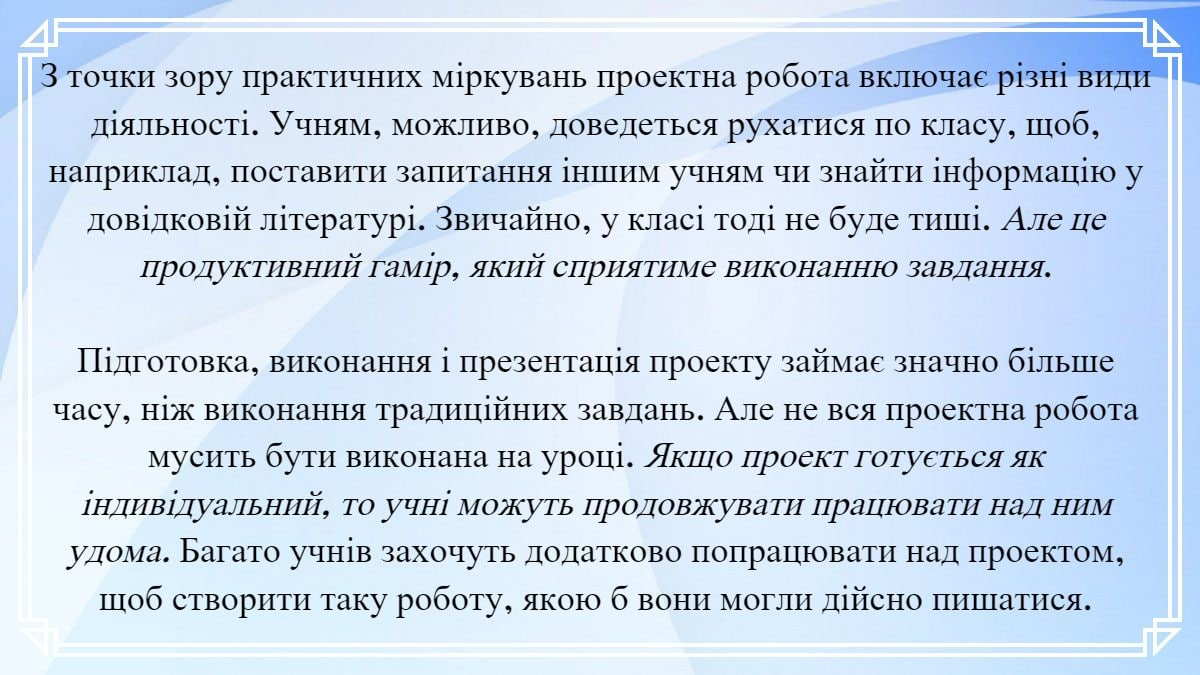 З точки зору практичних міркувань проектна робота включає різні види
діяльності. Учням, можливо, доведеться рухатися по класу, щоб,
наприклад, поставити запитання іншим учням чи знайти інформацію у
довідковій літературі. Звичайно, у класі тоді не буде тиші. Але це
продуктивний гамір, який сприятиме виконанню завдання.
Підготовка, виконання і презентація проекту займає значно більше
часу, ніж виконання традиційних завдань. Але не вся проектна робота
мусить бути виконана на уроці. Якщо проект готується як
індивідуальний, то учні можуть продовжувати працювати над ним
удома. Багато учнів захочуть додатково попрацювати над проектом,
щоб створити таку роботу, якою б вони могли дійсно пишатися.